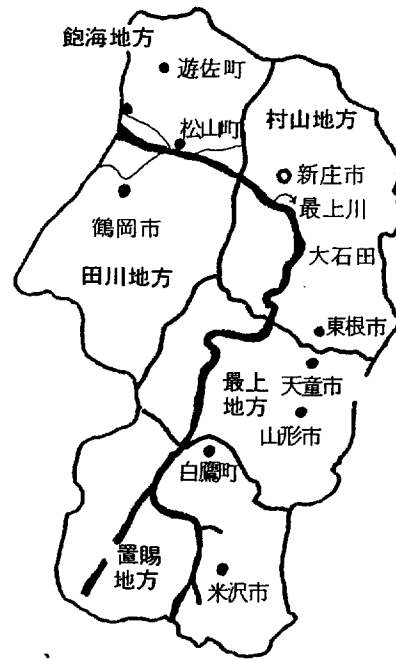 飽海地方
遊佐町
松山町
村山地方
新庄市
最上川
鶴岡市
大石田
田川地方
東根市
最上
地方
天童市
山形市
白鷹町
置賜
地方
米沢市